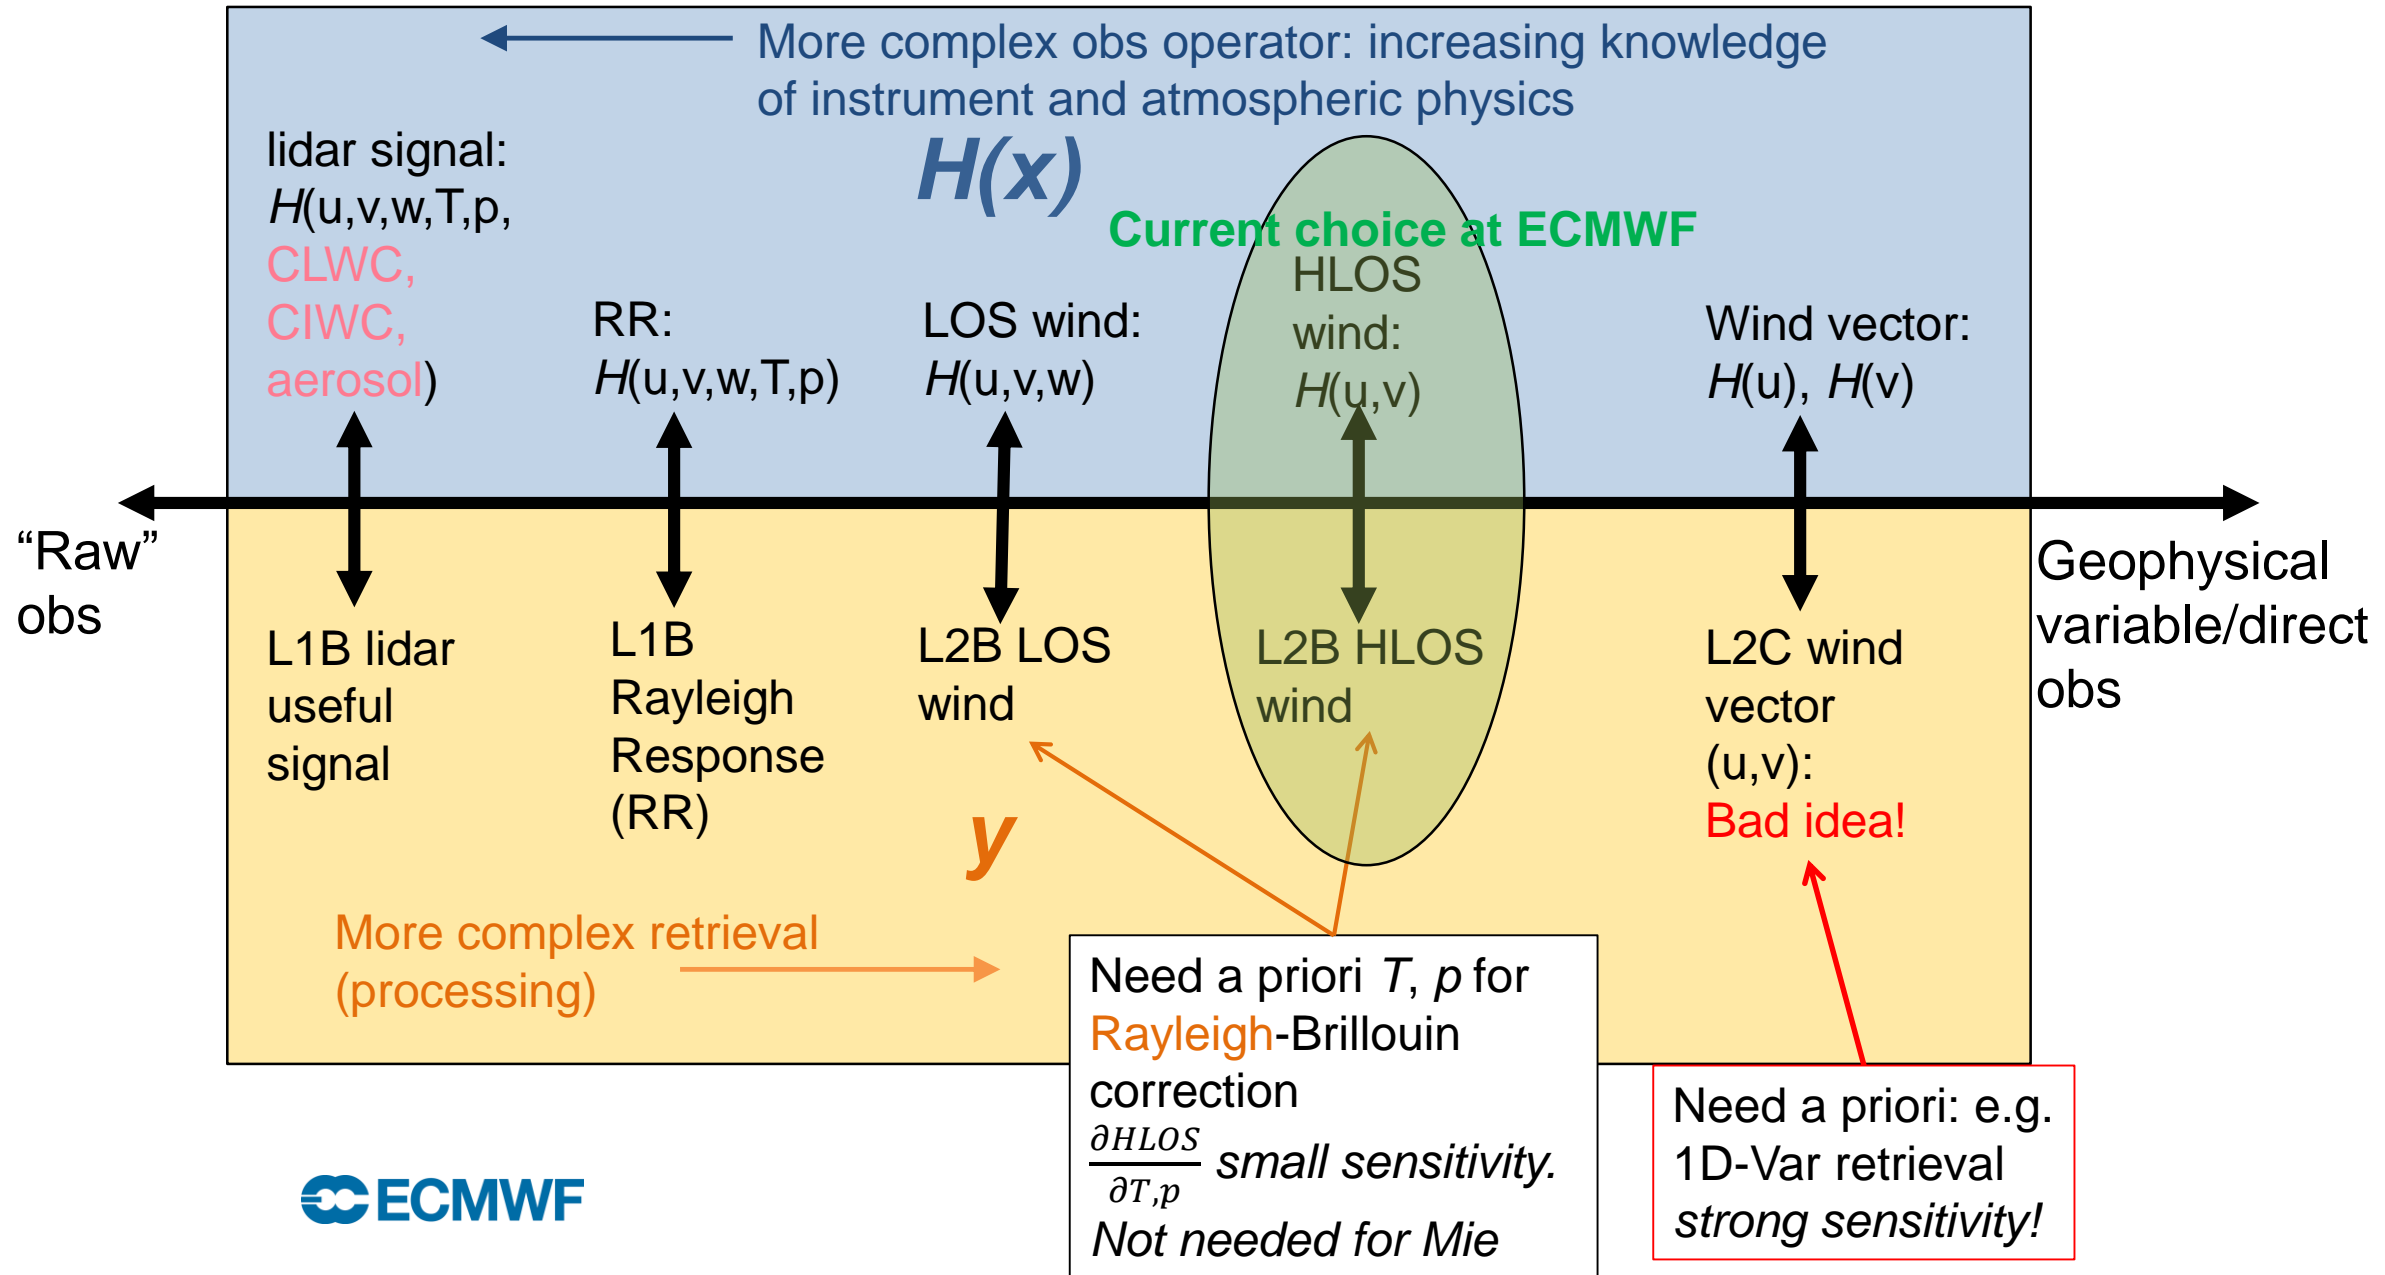 More complex obs operator: increasing knowledge
of instrument and atmospheric physics
H(x)
Current choice at ECMWF
lidar signal:
H(u,v,w,T,p,
CLWC,
CIWC,
aerosol)
RR:
H(u,v,w,T,p)
LOS wind:
H(u,v,w)
HLOS
wind:
H(u,v)
Wind vector:
H(u), H(v)
“Raw”
obs
Geophysical
variable/direct
obs
L1B lidar
useful
signal
L1B
Rayleigh
Response
(RR)
L2B LOS
wind
L2B HLOS
wind
L2C wind
vector
(u,v):
Bad idea!
y
More complex retrieval
(processing)
Need a priori T, p for
Rayleigh-Brillouin
correction
∂HLOS/∂T,p small sensitivity.
Not needed for Mie
Need a priori: e.g.
1D-Var retrieval
strong sensitivity!
ECMWF